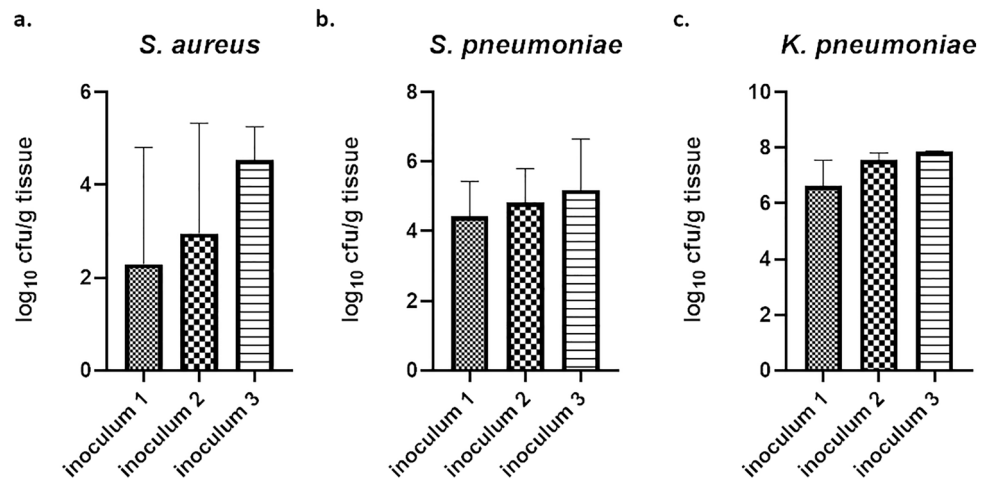 a.
S. aureus
log10 cfu/g tissue
6
4
2
0
inoculum 1
inoculum 2
inoculum 3
b.
S. pneumoniae
log10 cfu/g tissue
8
6
4
2
0
inoculum 1
inoculum 2
inoculum 3
c.
K. pneumoniae
log10 cfu/g tissue
10
8
6
4
2
0
inoculum 1
inoculum 2
inoculum 3